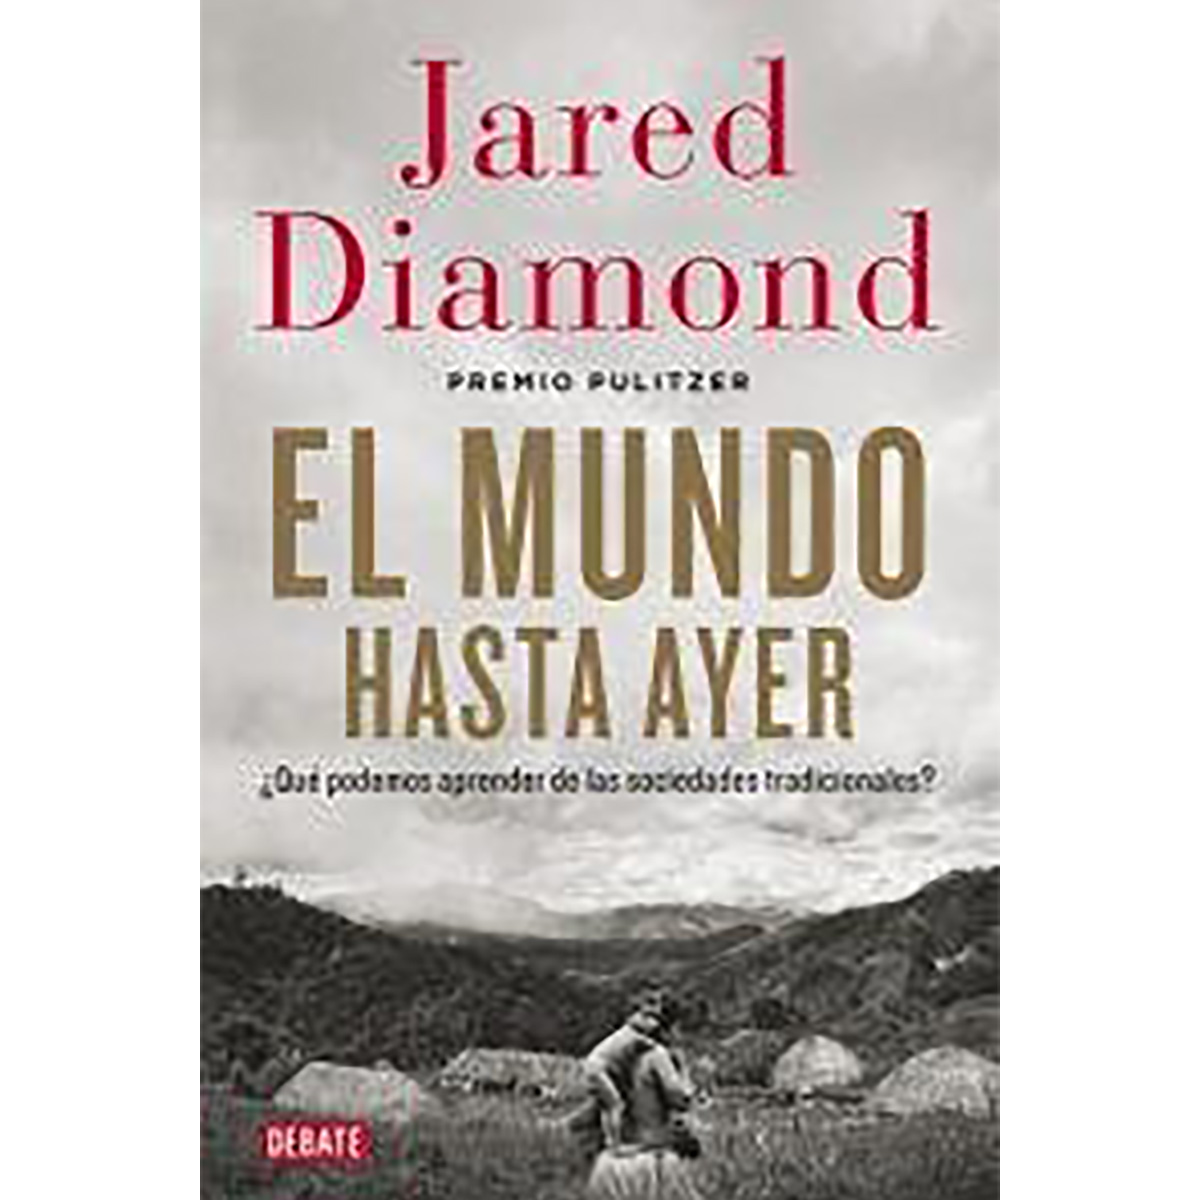 Jared
Diamond
PREMIO PULITZER
EL MUNDO
HASTA AYER
¿Qué podemos aprender de las sociedades tradicionales?
DEBATE